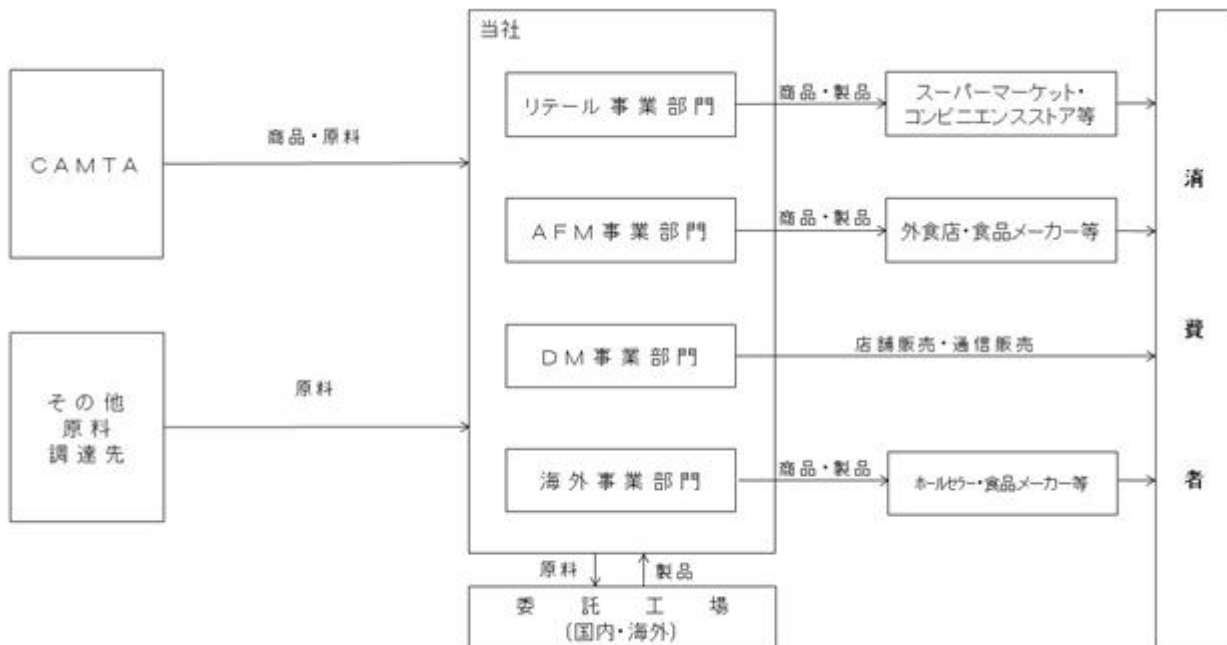 当社
CAMTA
商品・原料
その他
原料
調達先
原料
リテール事業部門
商品・製品
スーパーマーケット・
コンビニエンスストア等
AFM事業部門
商品・製品
外食店・食品メーカー等
DM事業部門
店舗販売・通信販売
海外事業部門
商品・製品
ホールセラー・食品メーカー等
消費者
原料
製品
委託工場
(国内・海外)